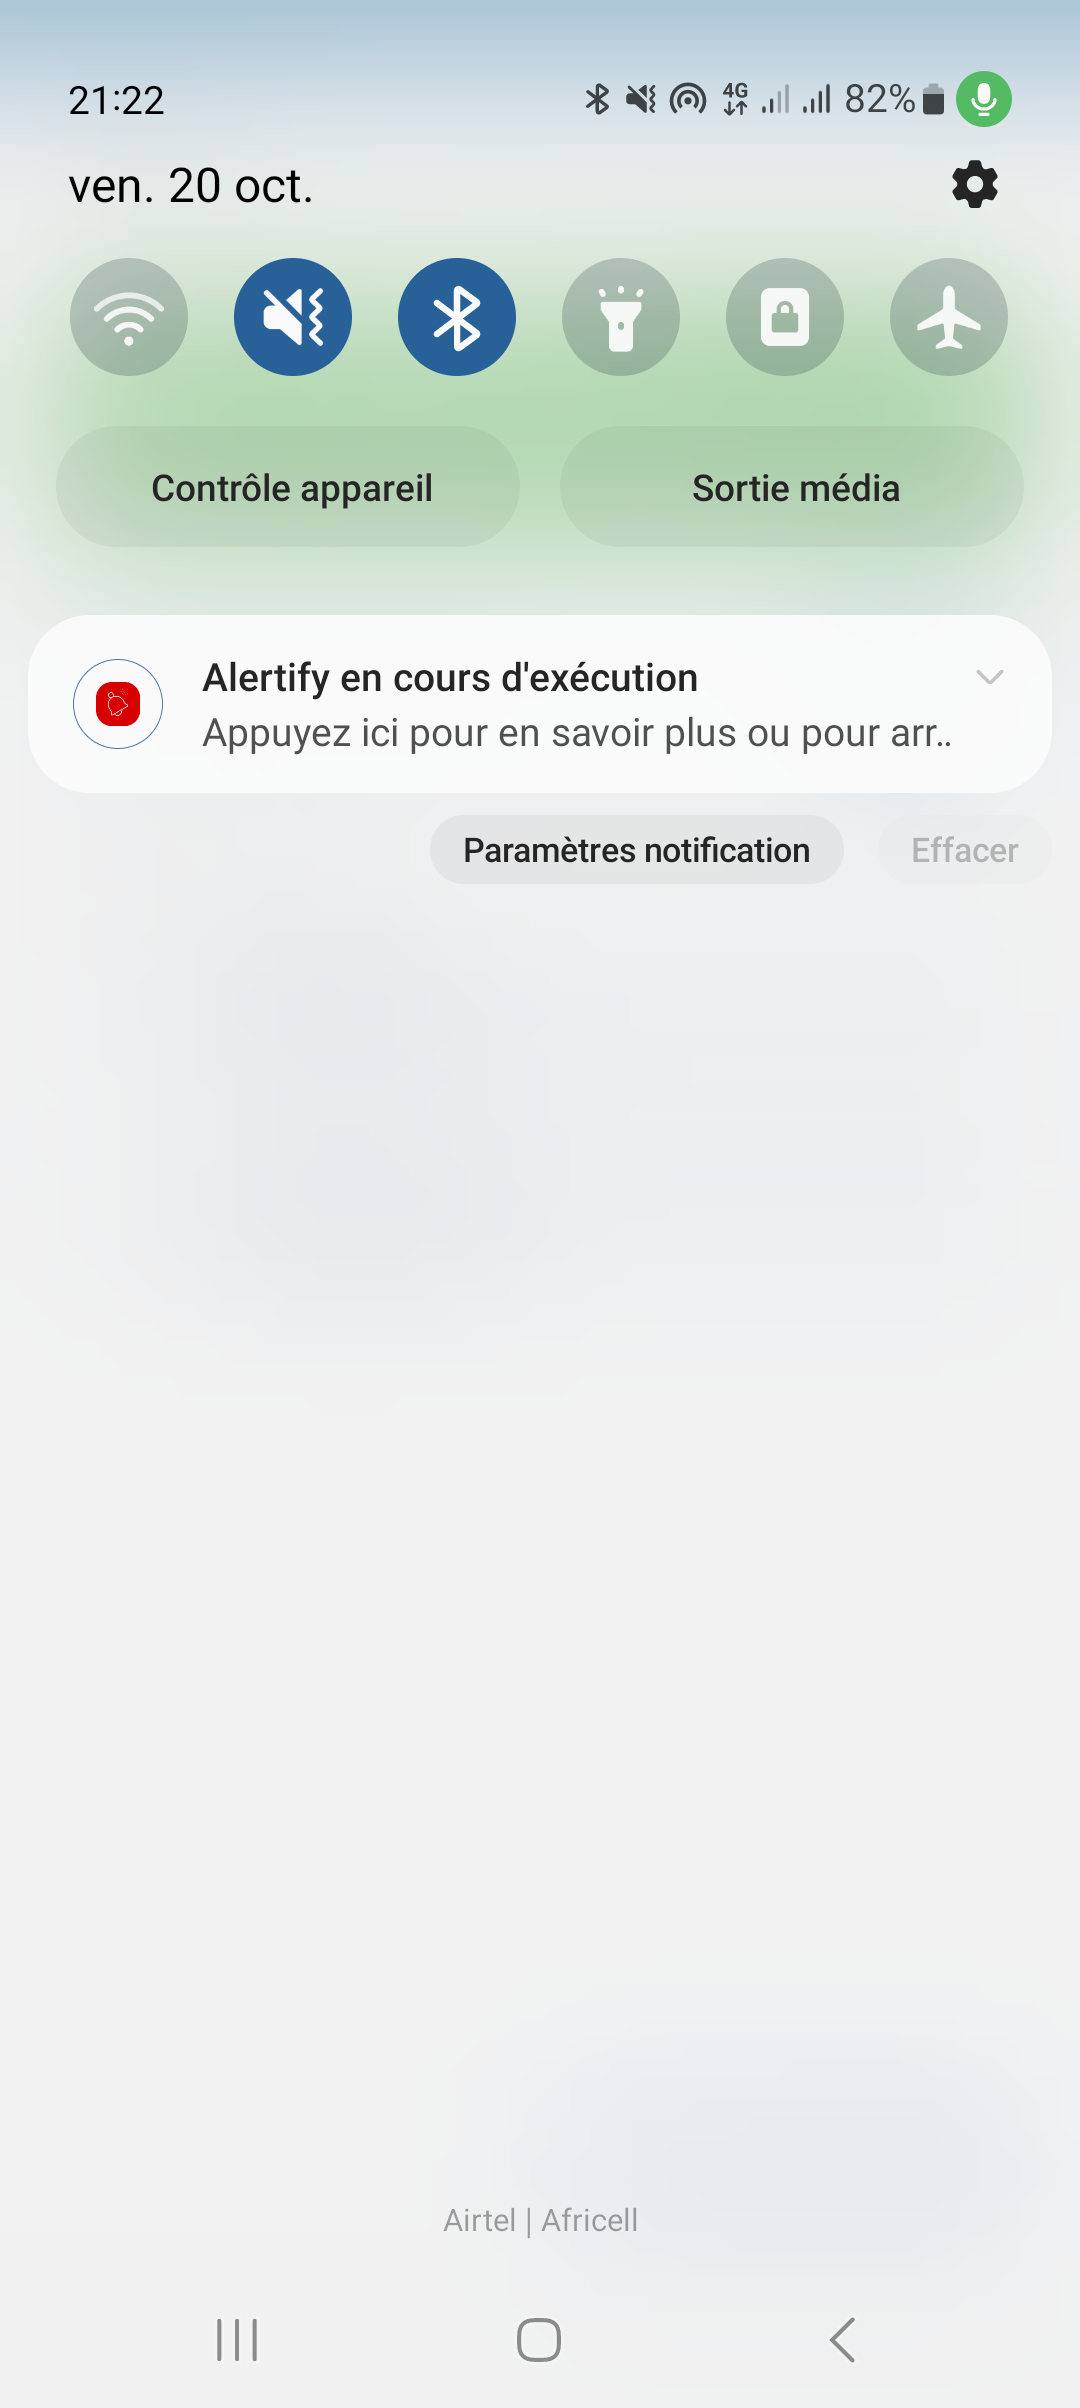 21:22
4G
82%
ven. 20 oct.
Contrôle appareil
Sortie média
Alertify en cours d'exécution
Appuyez ici pour en savoir plus ou pour arr..
Paramètres notification
Effacer
Airtel | Africell